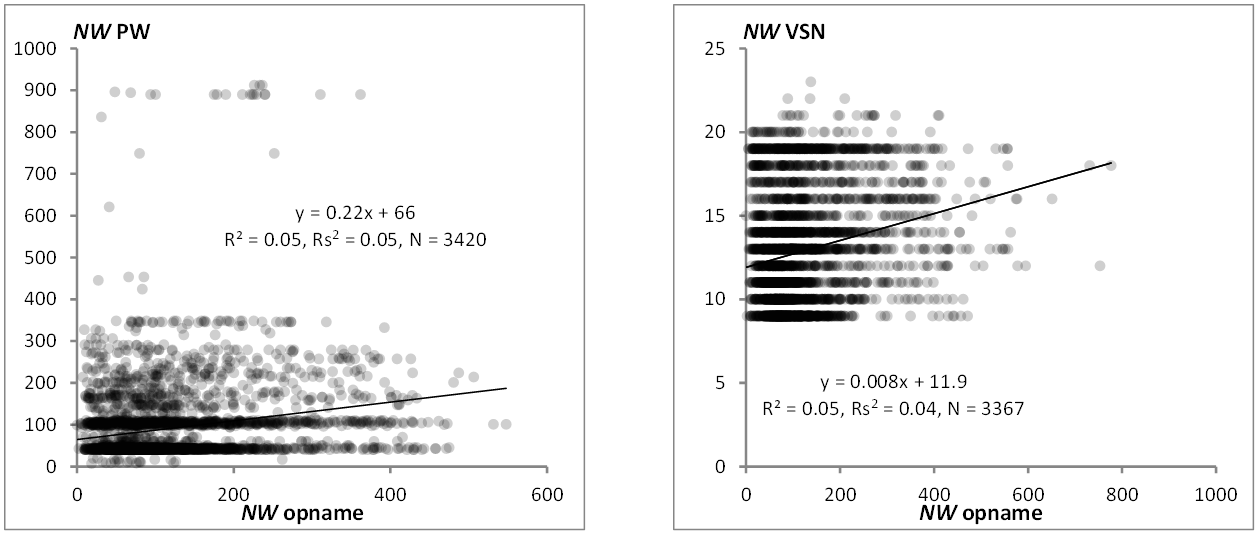 NW PW
1000
900
800
700
600
500
400
300
200
100
0
y = 0.22x + 66
R² = 0.05, Rs² = 0.05, N = 3420
0 200 400 600
NW opname
NW VSN
25
20
15
10
5
0
y = 0.008x + 11.9
R² = 0.05, Rs² = 0.04, N = 3367
0 200 400 600 800 1000
NW opname